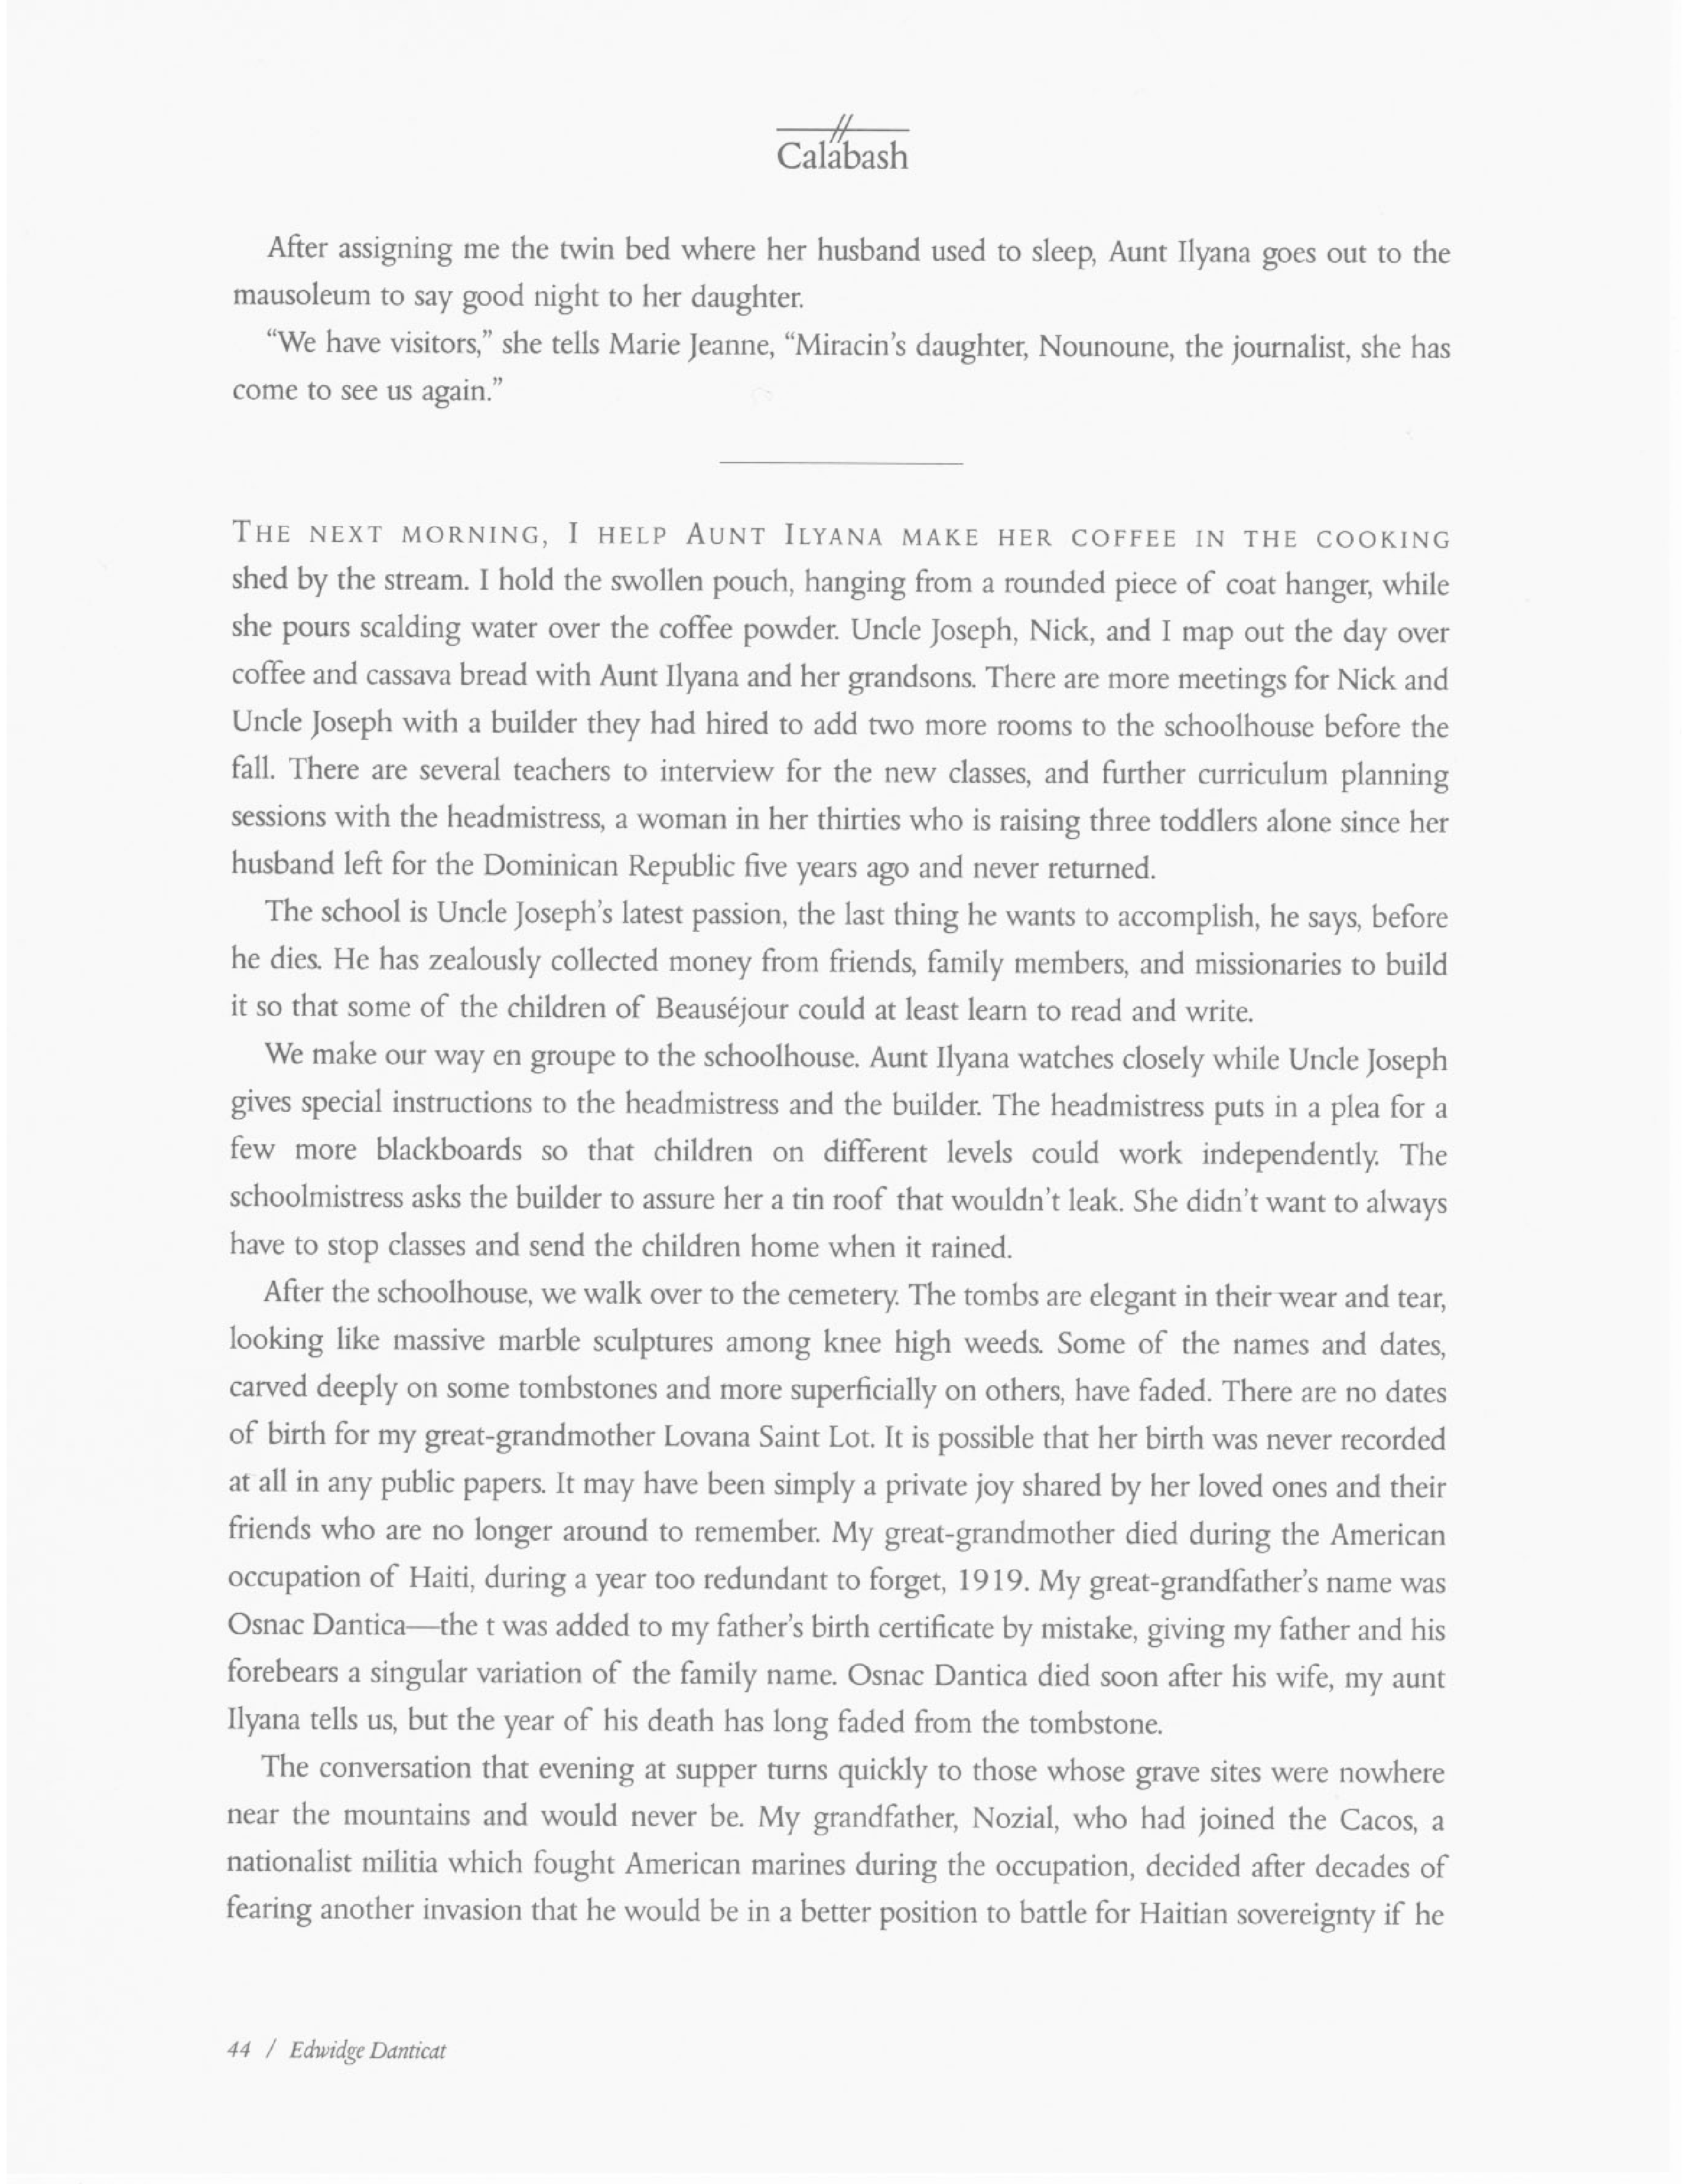 Calabash
After assigning me the twin bed where her husband used to sleep, Aunt Ilyana goes out to the
mausoleum to say good night to her daughter.
“We have visitors,” she tells Marie Jeanne, “Miracin’s daughter, Nounoune, the journalist, she has
come to see us again.”
THE NEXT MORNING, I HELP AUNT ILYANA MAKE HER COFFEE IN THE COOKING
shed by the stream. I hold the swollen pouch, hanging from a rounded piece of coat hanger, while
she pours scalding water over the coffee powder. Uncle Joseph, Nick, and I map out the day over
coffee and cassava bread with Aunt Ilyana and her grandsons. There are more meetings for Nick and
Uncle Joseph with a builder they had hired to add two more rooms to the schoolhouse before the
fall. There are several teachers to interview for the new classes, and further curriculum planning
sessions with the headmistress, a woman in her thirties who is raising three toddlers alone since her
husband left for the Dominican Republic five years ago and never returned.
The school is Uncle Joseph’s latest passion, the last thing he wants to accomplish, he says, before
he dies. He has zealously collected money from friends, family members, and missionaries to build
it so that some of the children of Beauséjour could at least learn to read and write.
We make our way en groupe to the schoolhouse. Aunt Ilyana watches closely while Uncle Joseph
gives special instructions to the headmistress and the builder. The headmistress puts in a plea for a
few more blackboards so that children on different levels could work independently. The
schoolmistress asks the builder to assure her a tin roof that wouldn’t leak. She didn’t want to always
have to stop classes and send the children home when it rained.
After the schoolhouse, we walk over to the cemetery. The tombs are elegant in their wear and tear,
looking like massive marble sculptures among knee high weeds. Some of the names and dates,
carved deeply on some tombstones and more superficially on others, have faded. There are no dates
of birth for my great-grandmother Lovana Saint Lot. It is possible that her birth was never recorded
at all in any public papers. It may have been simply a private joy shared by her loved ones and their
friends who are no longer around to remember. My great-grandmother died during the American
occupation of Haiti, during a year too redundant to forget, 1919. My great-grandfather’s name was
Osnac Dantica—the t was added to my father’s birth certificate by mistake, giving my father and his
forebears a singular variation of the family name. Osnac Dantica died soon after his wife, my aunt
Ilyana tells us, but the year of his death has long faded from the tombstone.
The conversation that evening at supper turns quickly to those whose grave sites were nowhere
near the mountains and would never be. My grandfather, Nozial, who had joined the Cacos, a
nationalist militia which fought American marines during the occupation, decided after decades of
fearing another invasion that he would be in a better position to battle for Haitian sovereignty if he
44 / Edwidge Danticat